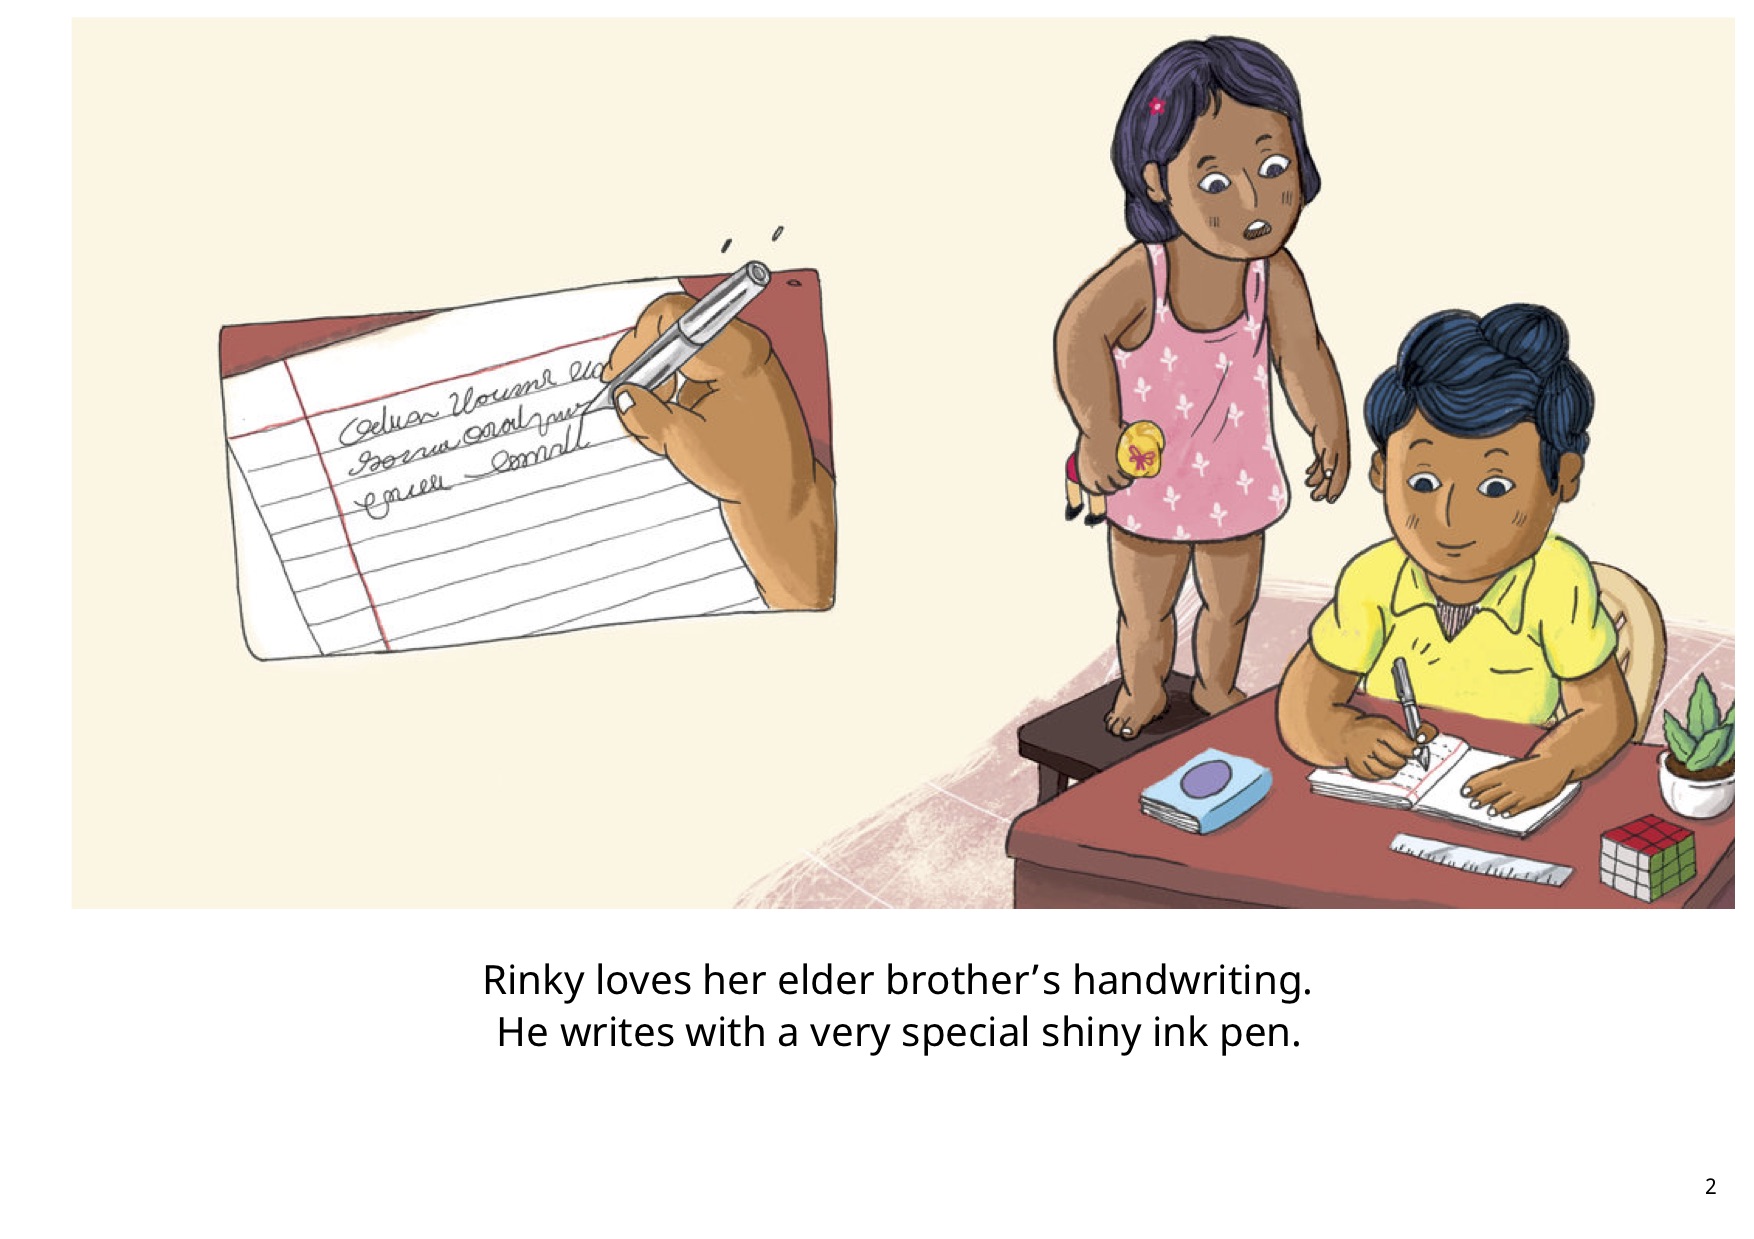 Rinky loves her elder brother’s handwriting.
He writes with a very special shiny ink pen.
2